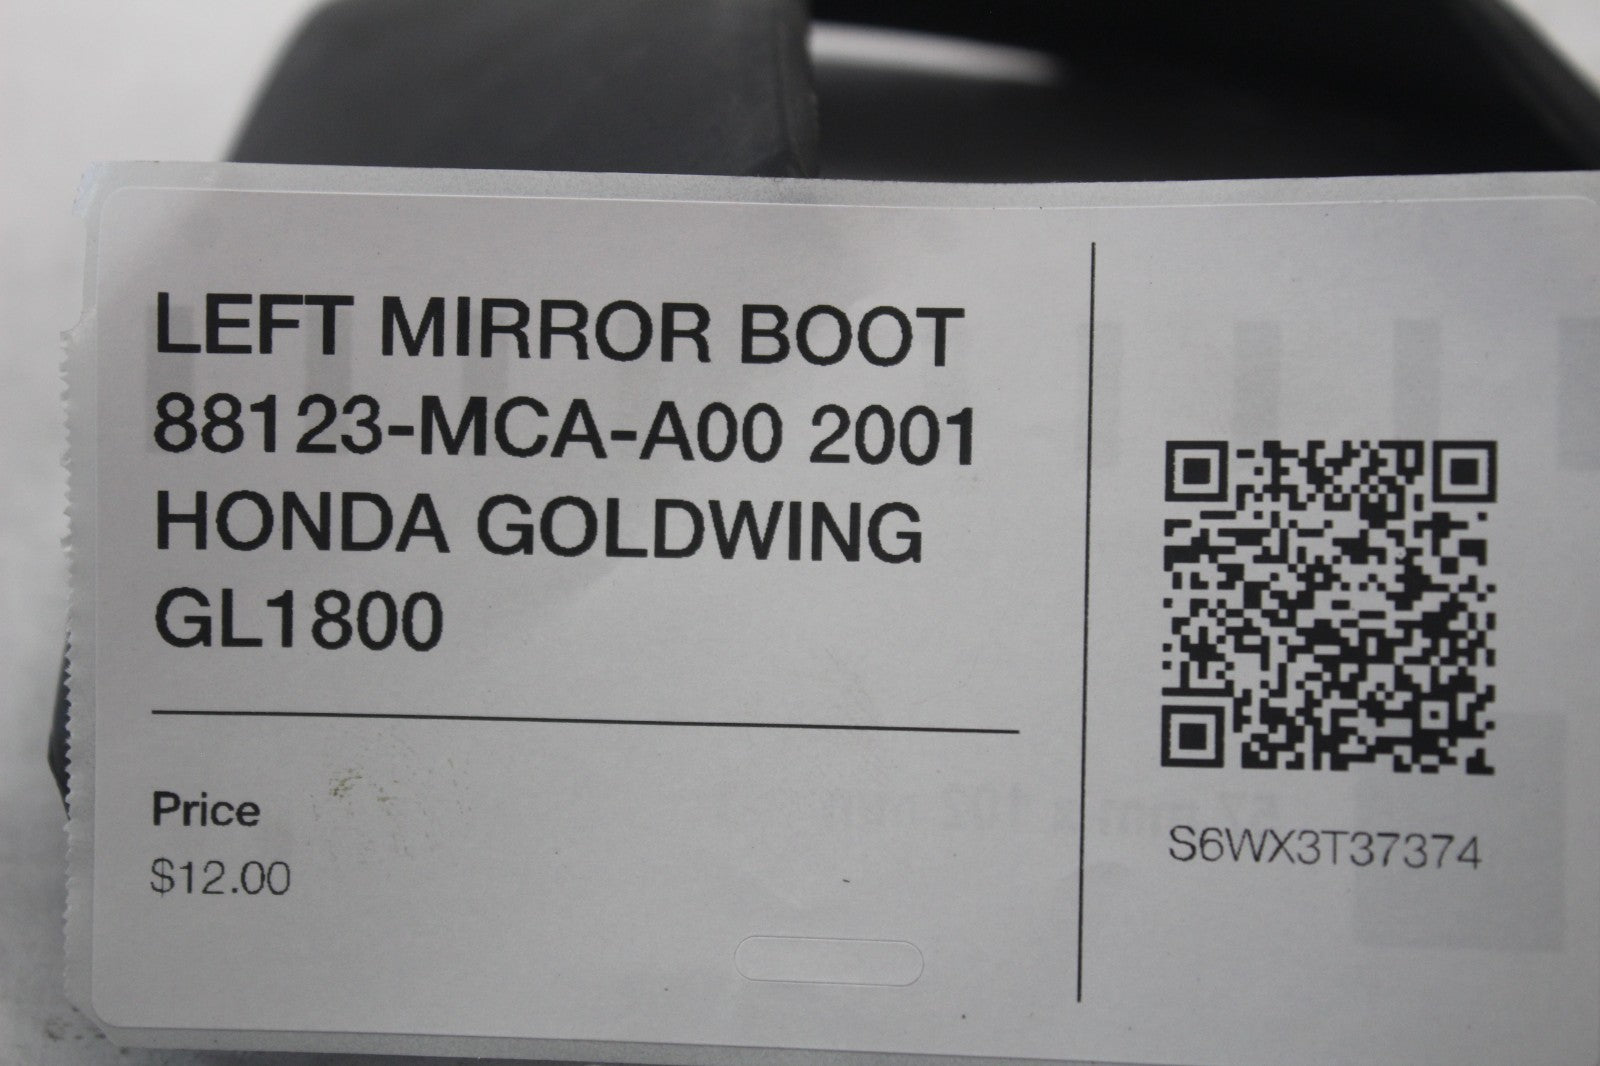 LEFT MIRROR BOOT
88123-MCA-A00 2001
HONDA GOLDWING
GL1800
Price
$12.00
S6WX3T37374